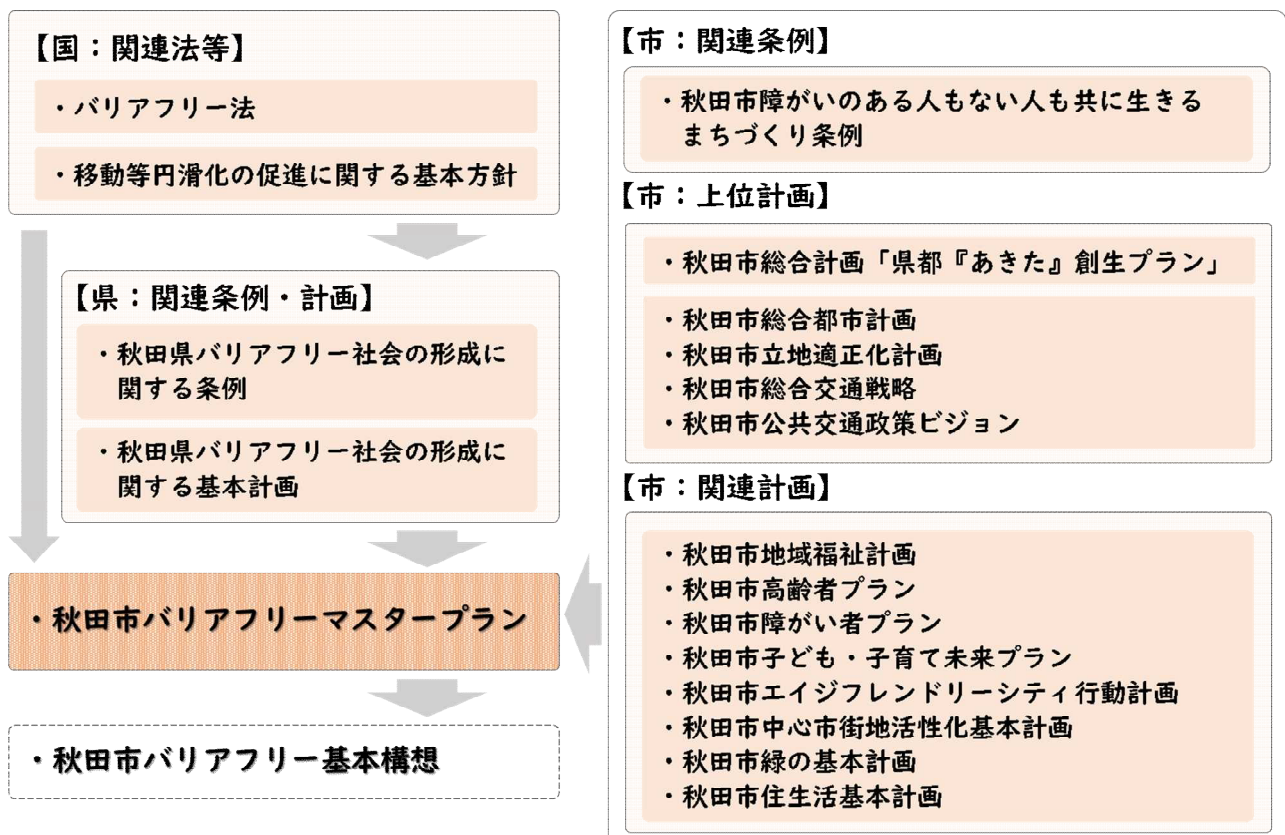 【国：関連法等】
・バリアフリー法
・移動等円滑化の促進に関する基本方針
【県：関連条例・計画】
・秋田県バリアフリー社会の形成に
関する条例
・秋田県バリアフリー社会の形成に
関する基本計画
・秋田市バリアフリーマスタープラン
・秋田市バリアフリー基本構想
【市：関連条例】
・秋田市障がいのある人もない人も共に生きる
まちづくり条例
【市：上位計画】
・秋田市総合計画「県都『あきた』創生プラン」
・秋田市総合都市計画
・秋田市立地適正化計画
・秋田市総合交通戦略
・秋田市公共交通政策ビジョン
【市：関連計画】
・秋田市地域福祉計画
・秋田市高齢者プラン
・秋田市障がい者プラン
・秋田市子ども・子育て未来プラン
・秋田市エイジフレンドリーシティ行動計画
・秋田市中心市街地活性化基本計画
・秋田市緑の基本計画
・秋田市住生活基本計画